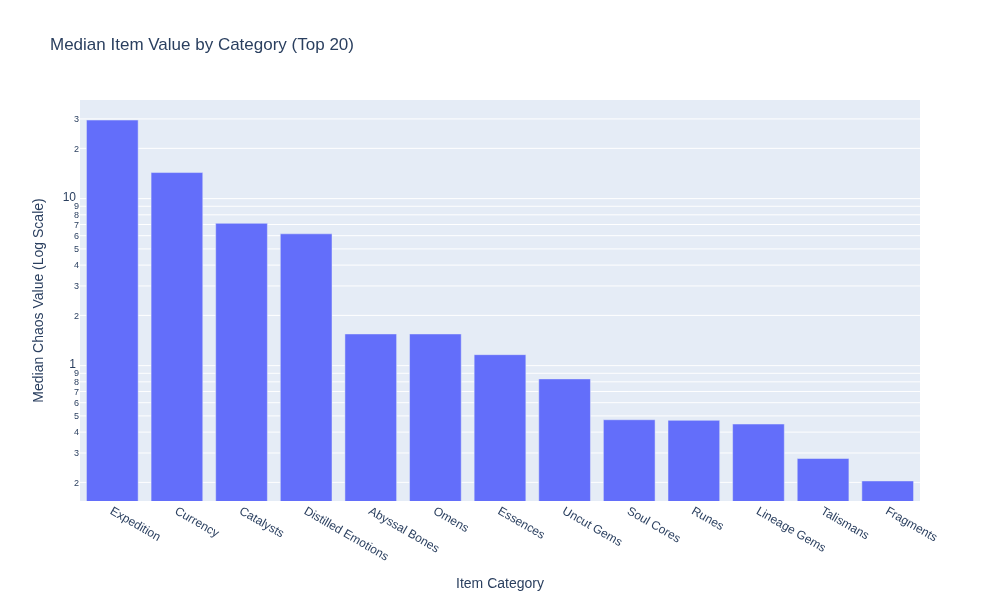 Median Item Value by Category (Top 20)
Median Chaos Value (Log Scale)
3
2
10
9
8
7
6
5
4
3
2
1
9
8
7
6
5
4
3
2
Expedition
Currency
Catalysts
Distilled Emotions
Abyssal Bones
Omens
Essences
Uncut Gems
Soul Cores
Runes
Lineage Gems
Talismans
Fragments
Item Category